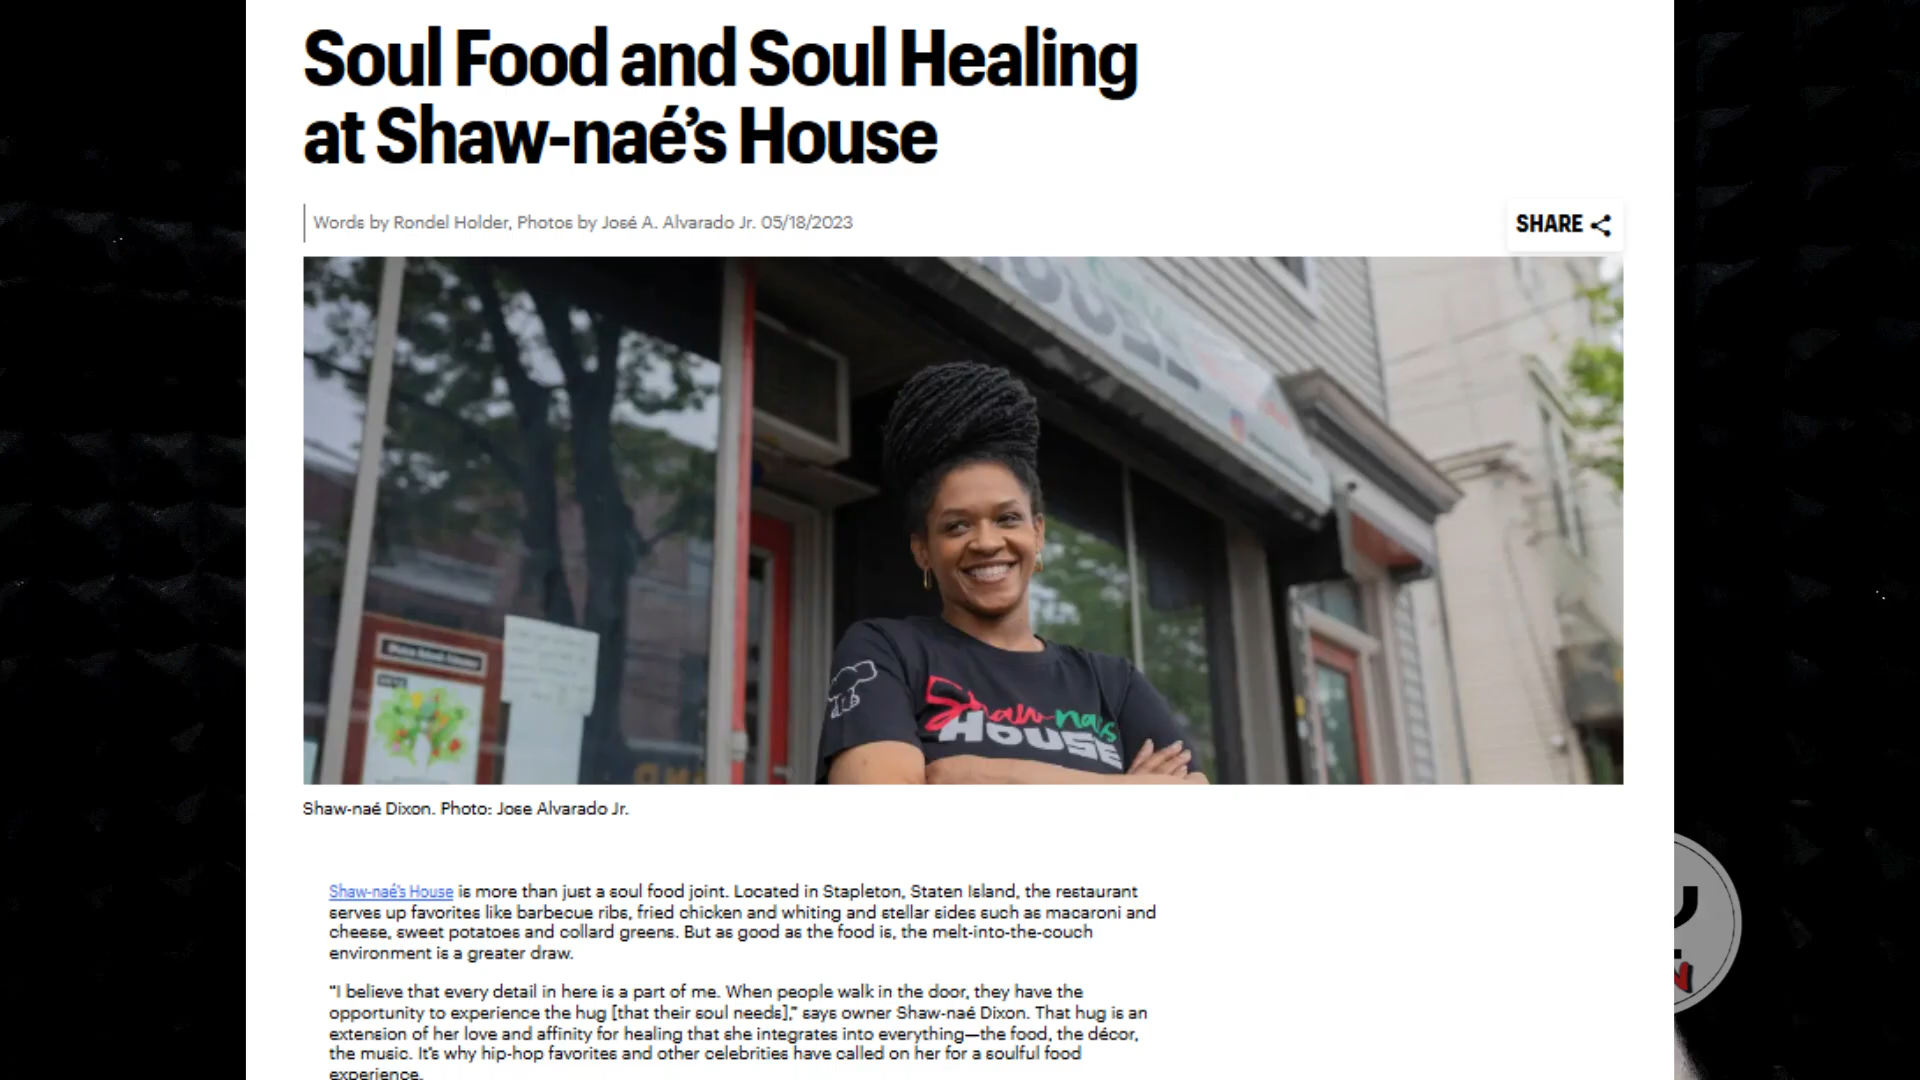 Soul Food and Soul Healing
at Shaw-naé’s House
Words by Rondel Holder, Photos by José A. Alvarado Jr. 05/18/2023
SHARE
Shaw-naés
HOUSE
Shaw-naé Dixon. Photo: Jose Alvarado Jr.
Shaw-naé’s House is more than just a soul food joint. Located in Stapleton, Staten Island, the restaurant
serves up favorites like barbecue ribs, fried chicken and whiting and stellar sides such as macaroni and
cheese, sweet potatoes and collard greens. But as good as the food is, the melt-into-the-couch
environment is a greater draw.
“I believe that every detail in here is a part of me. When people walk in the door, they have the
opportunity to experience the hug [that their soul needs],” says owner Shaw-naé Dixon. That hug is an
extension of her love and affinity for healing that she integrates into everything—the food, the décor,
the music. It’s why hip-hop favorites and other celebrities have called on her for a soulful food
experience.